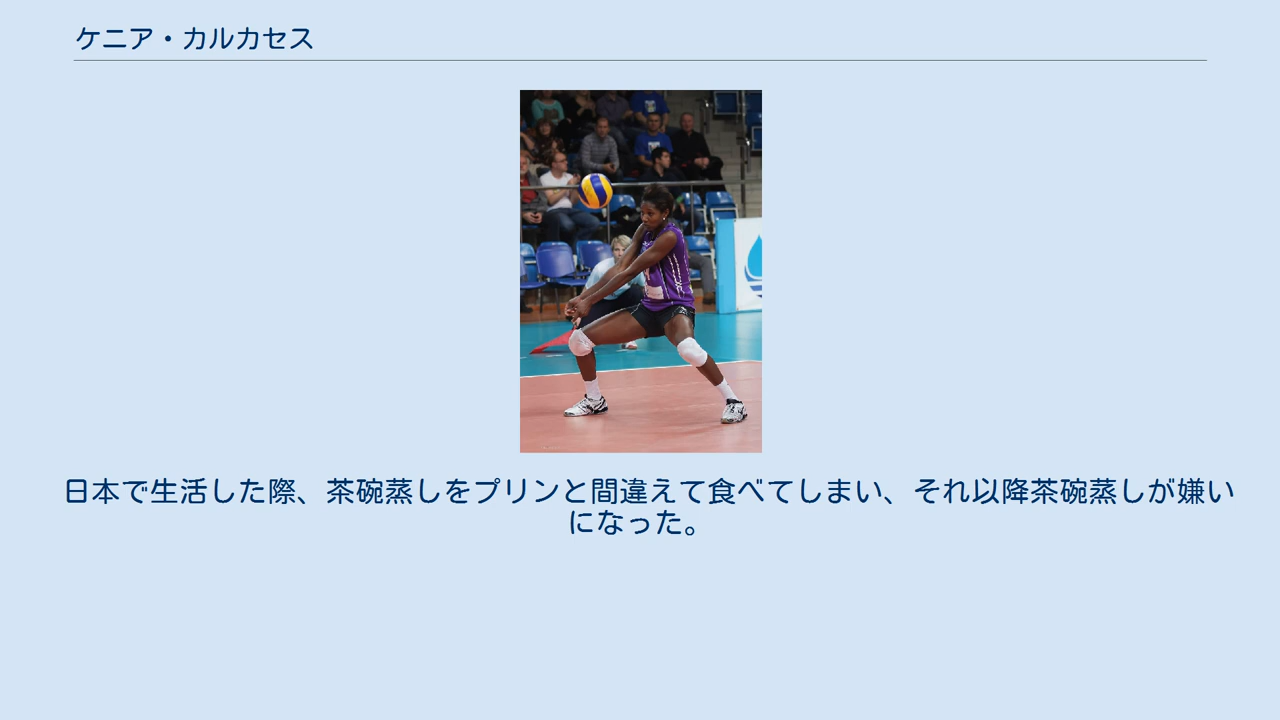 ケニア・カルカセス
日本で生活した際、茶碗蒸しをプリンと間違えて食べてしまい、それ以降茶碗蒸しが嫌い
になった。